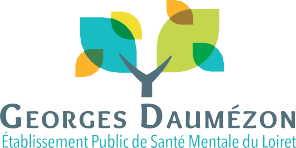 GEORGES DAUMÉZON
Établissement Public de Santé Mentale du Loiret